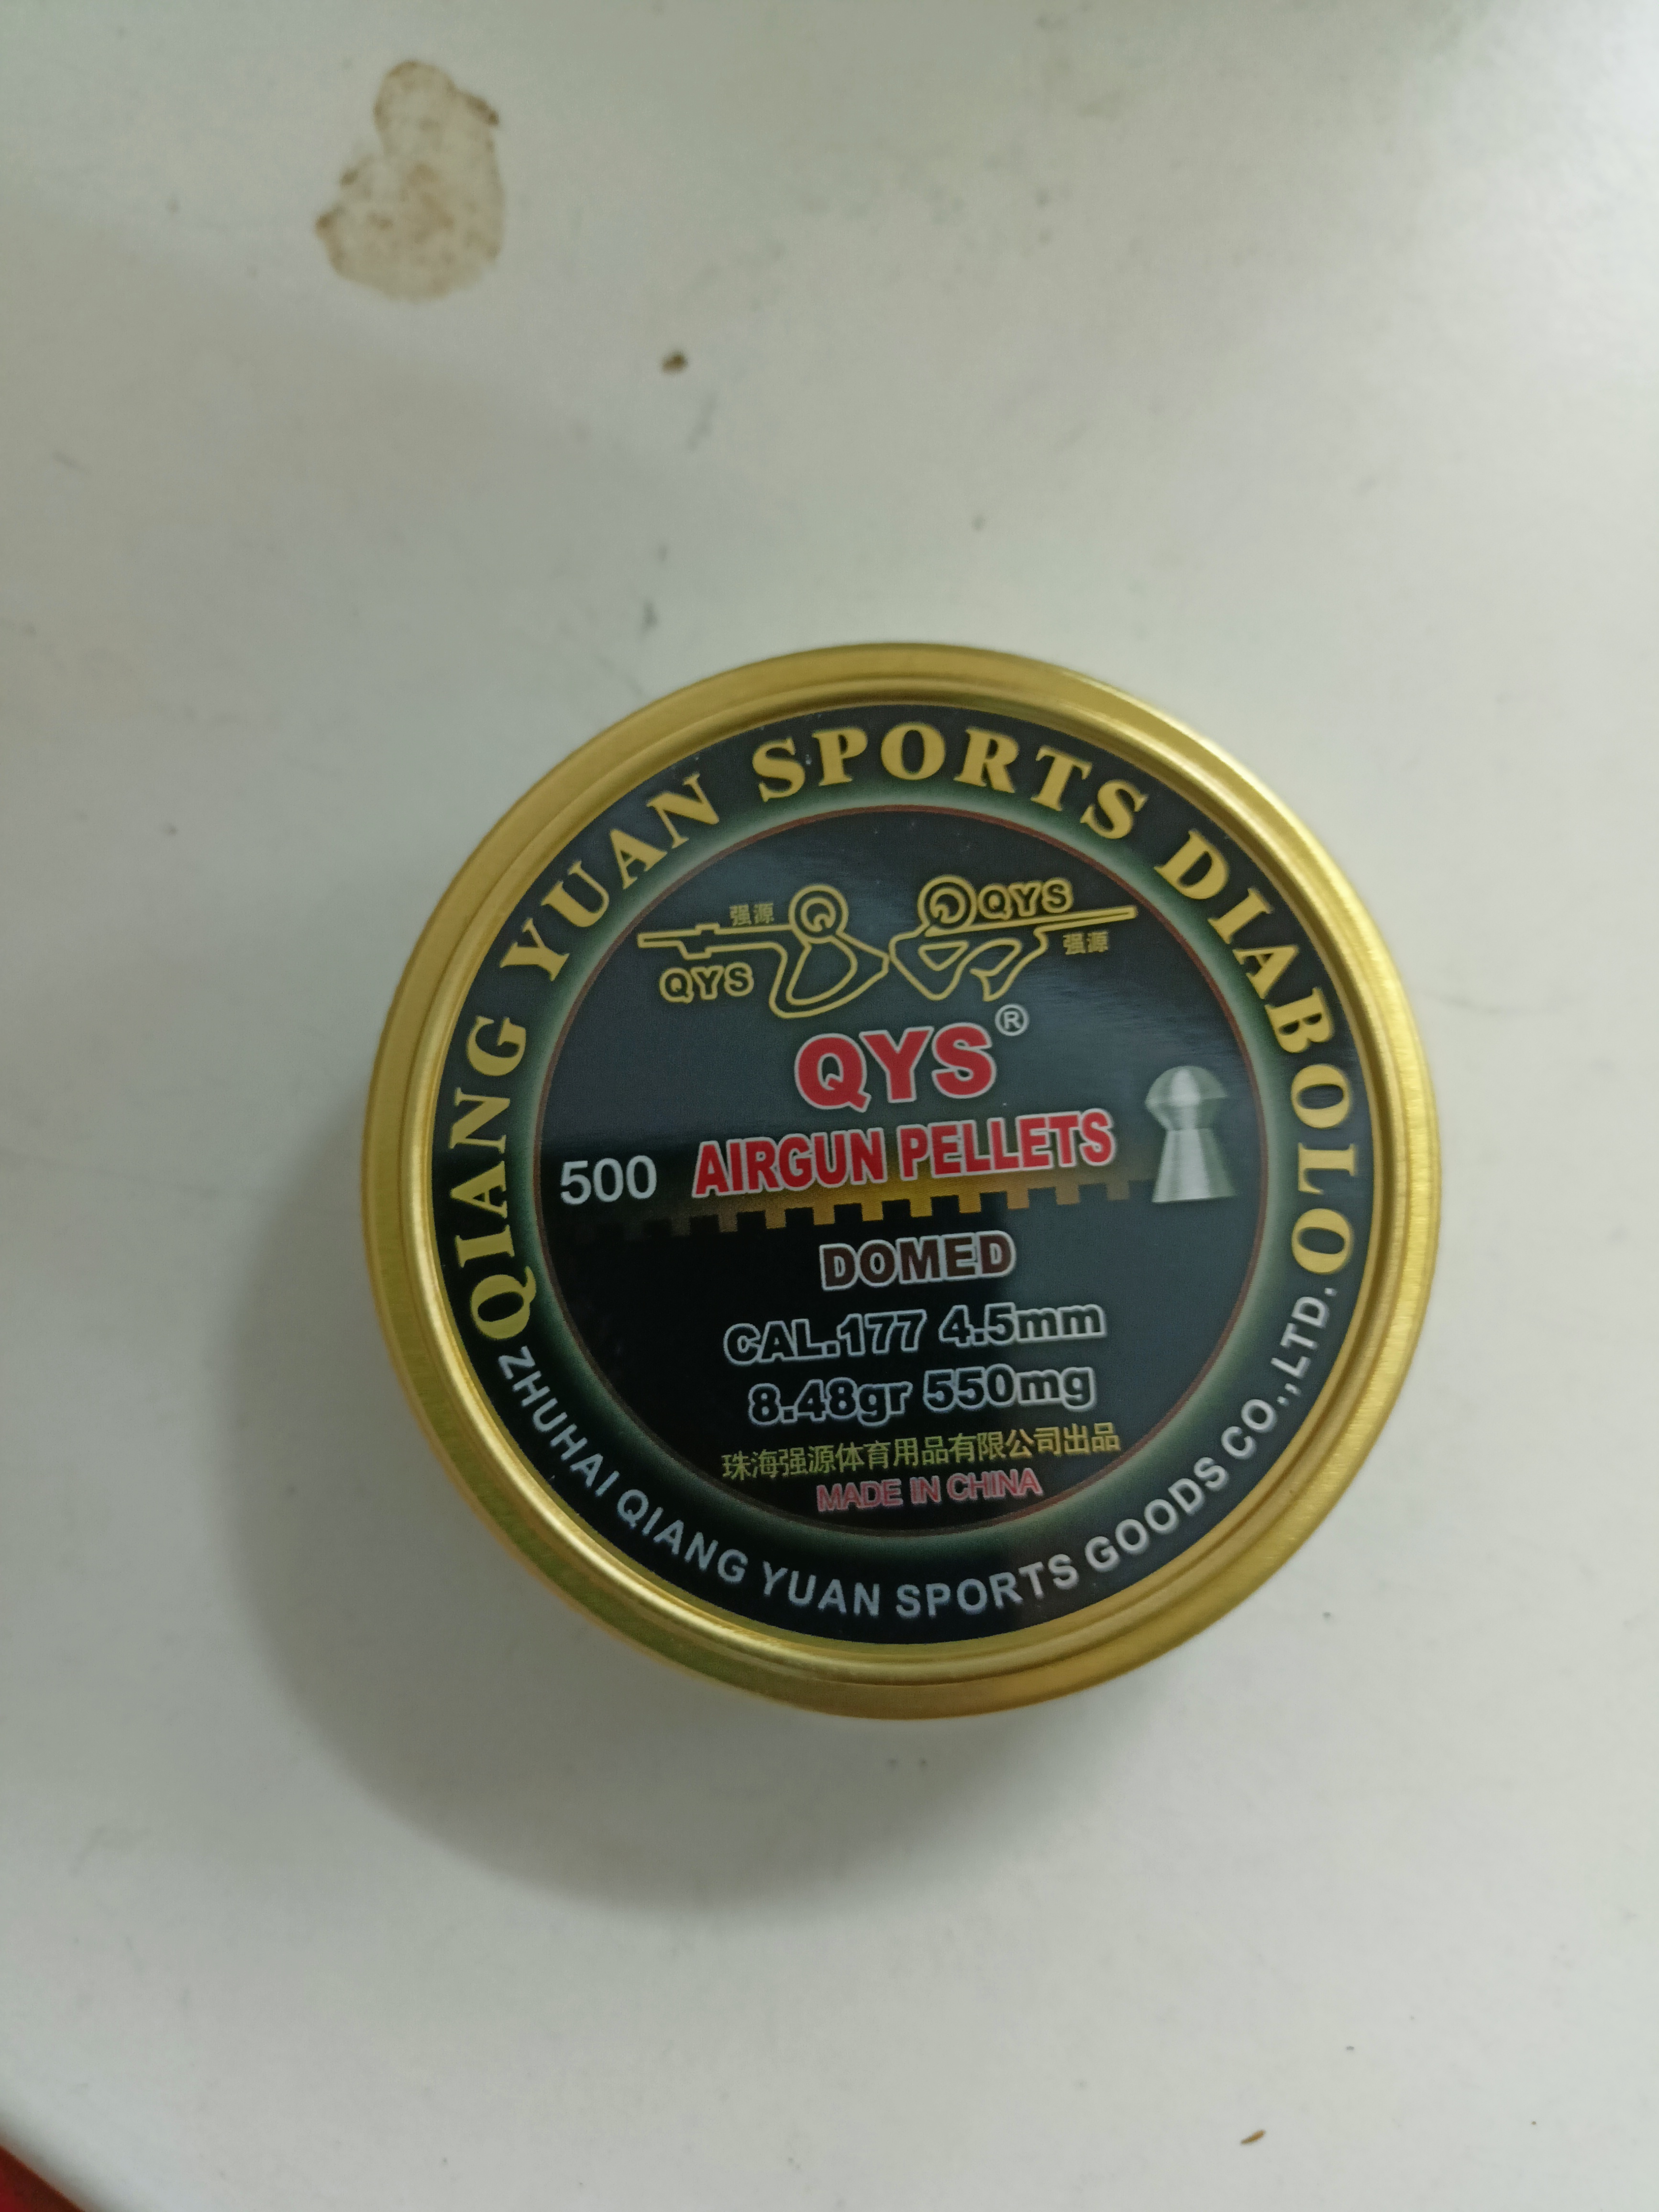 QIANG YUAN SPORTS DIABOLO
强源
QYS
QYS
强源
QYS®
500 AIRGUN PELLETS
DOMED
CAL.177 4.5mm
8.48gr 550mg
珠海强源体育用品有限公司出品
MADE IN CHINA
ZHUHAI QIANG YUAN SPORTS GOODS CO.,LTD.